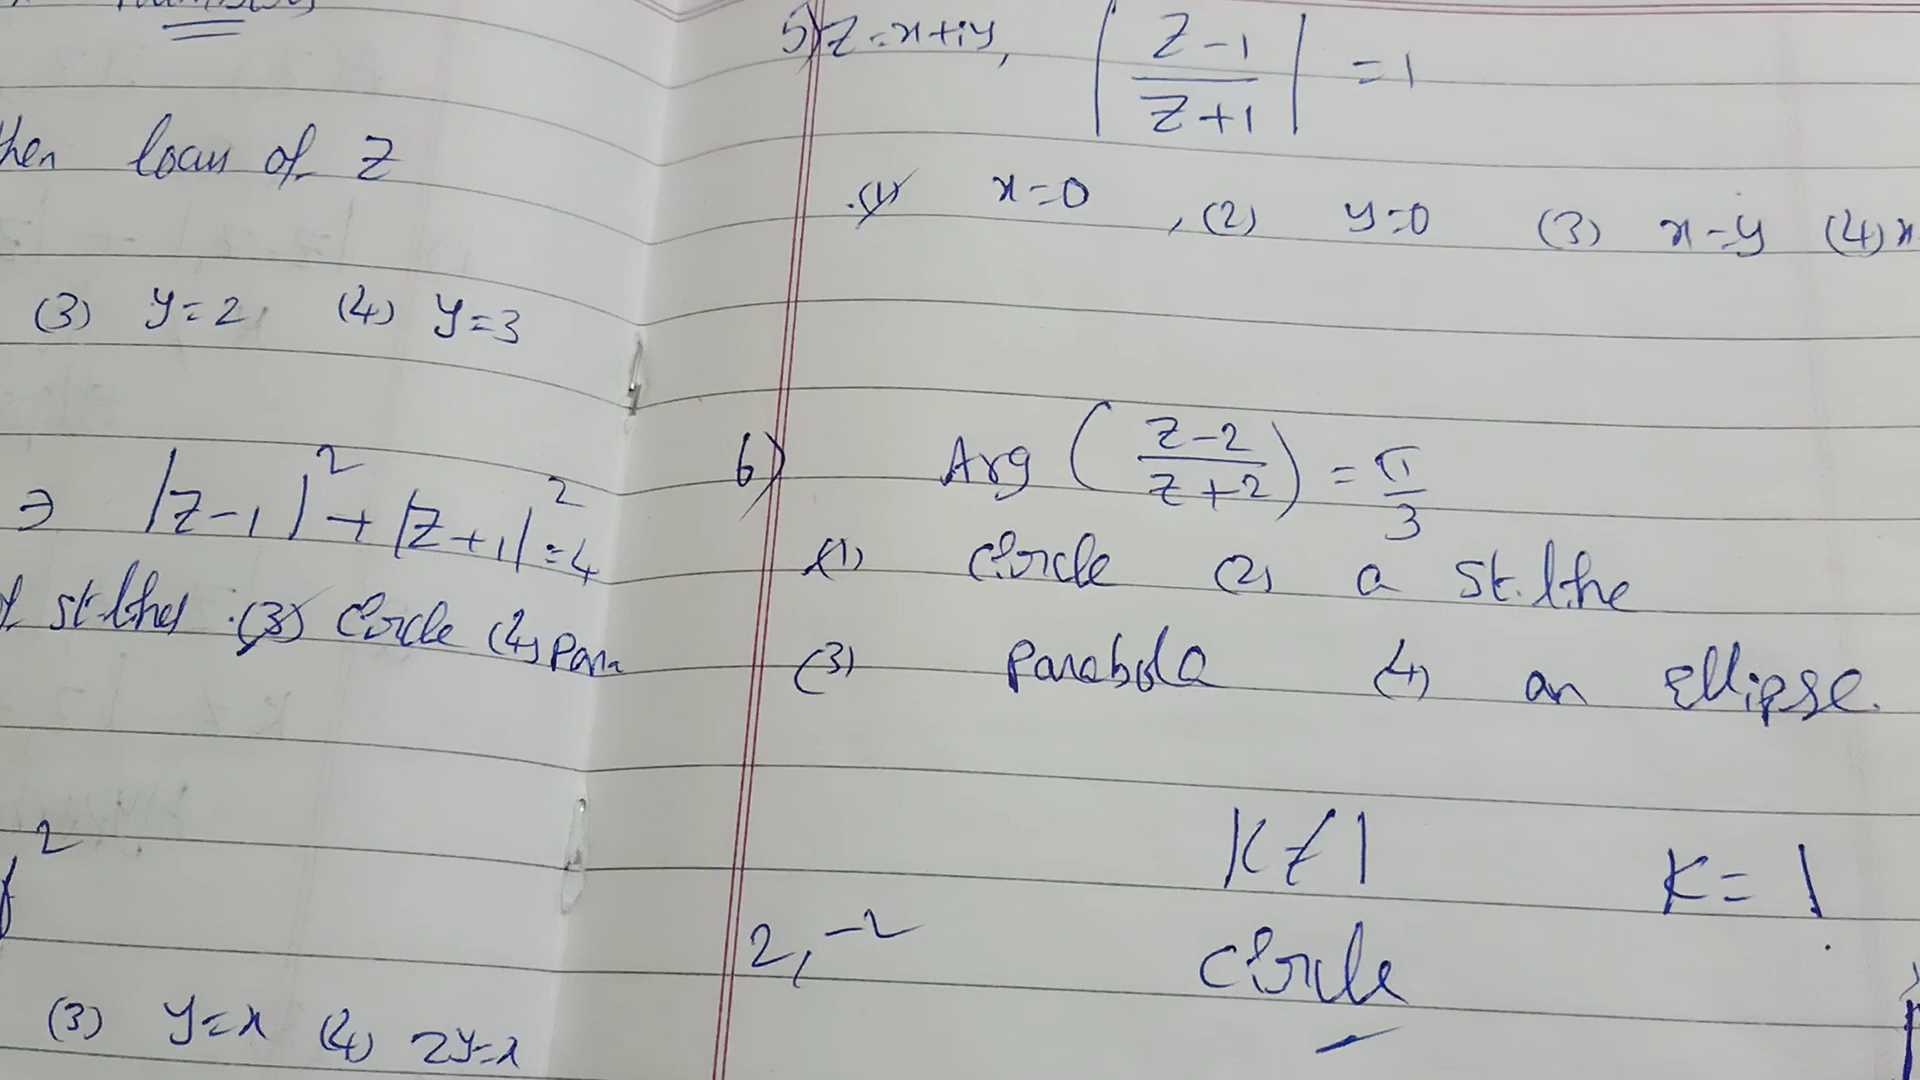 then locus of z
(3) y=2, (4) y=3
∋ |z-1|² + |z+1|² = 4
st.lines (3) Circle (4) Para
2
(3) y=x (4) 2y=x
5) z=x+iy, |z-1/z+1| = 1
(1) x=0, (2) y=0 (3) x=y (4) x
6) Arg (z-2/z+2) = π/3
(1) Circle (2) a St.line
(3) Parabola (4) an Ellipse.
K≠1 K=1
2,-2 Circle